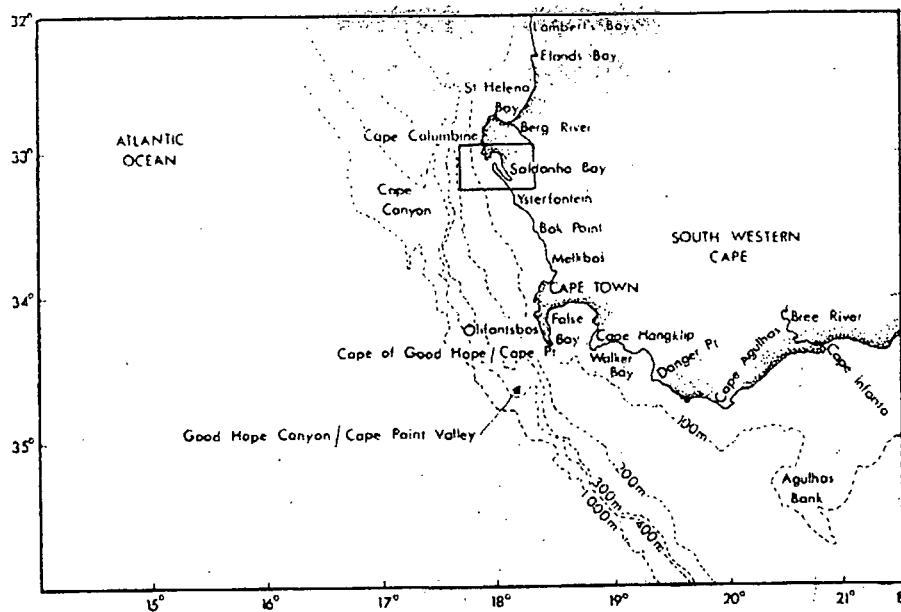 32°
Lambert's Bay
Elands Bay
St Helena
Bay
Berg River
Cape Columbine
ATLANTIC
OCEAN
33°
Saldanha Bay
Cape
Canyon
Ysterfontein
Bok Point
SOUTH WESTERN
CAPE
Melkbos
CAPE TOWN
34°
Olifantsbos
False
Bay
Cape Hangklip
Bree River
Cape of Good Hope/Cape Pt
Walker
Bay
Danger Pt
Cape Agulhas
Cape Infanta
Good Hope Canyon/Cape Point Valley
100m
35°
200m
300m
400m
1000m
Agulhas
Bank
15°
16°
17°
18°
19°
20°
21°
E